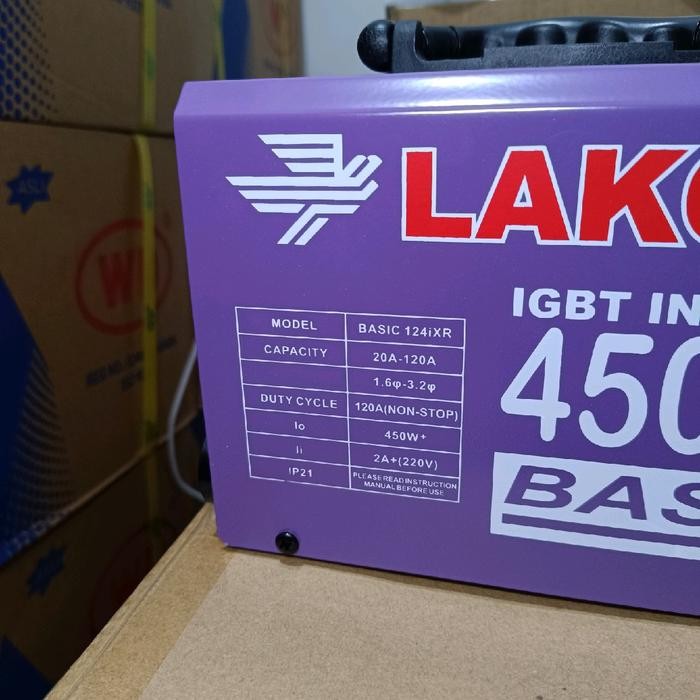 LAKO
IGBT IN
450
BAS
MODEL BASIC 124iXR
CAPACITY 20A-120A
1.6φ-3.2φ
DUTY CYCLE 120A(NON-STOP)
Io 450W+
Ii 2A+(220V)
IP21 PLEASE READ INSTRUCTION
MANUAL BEFORE USE
ASLI